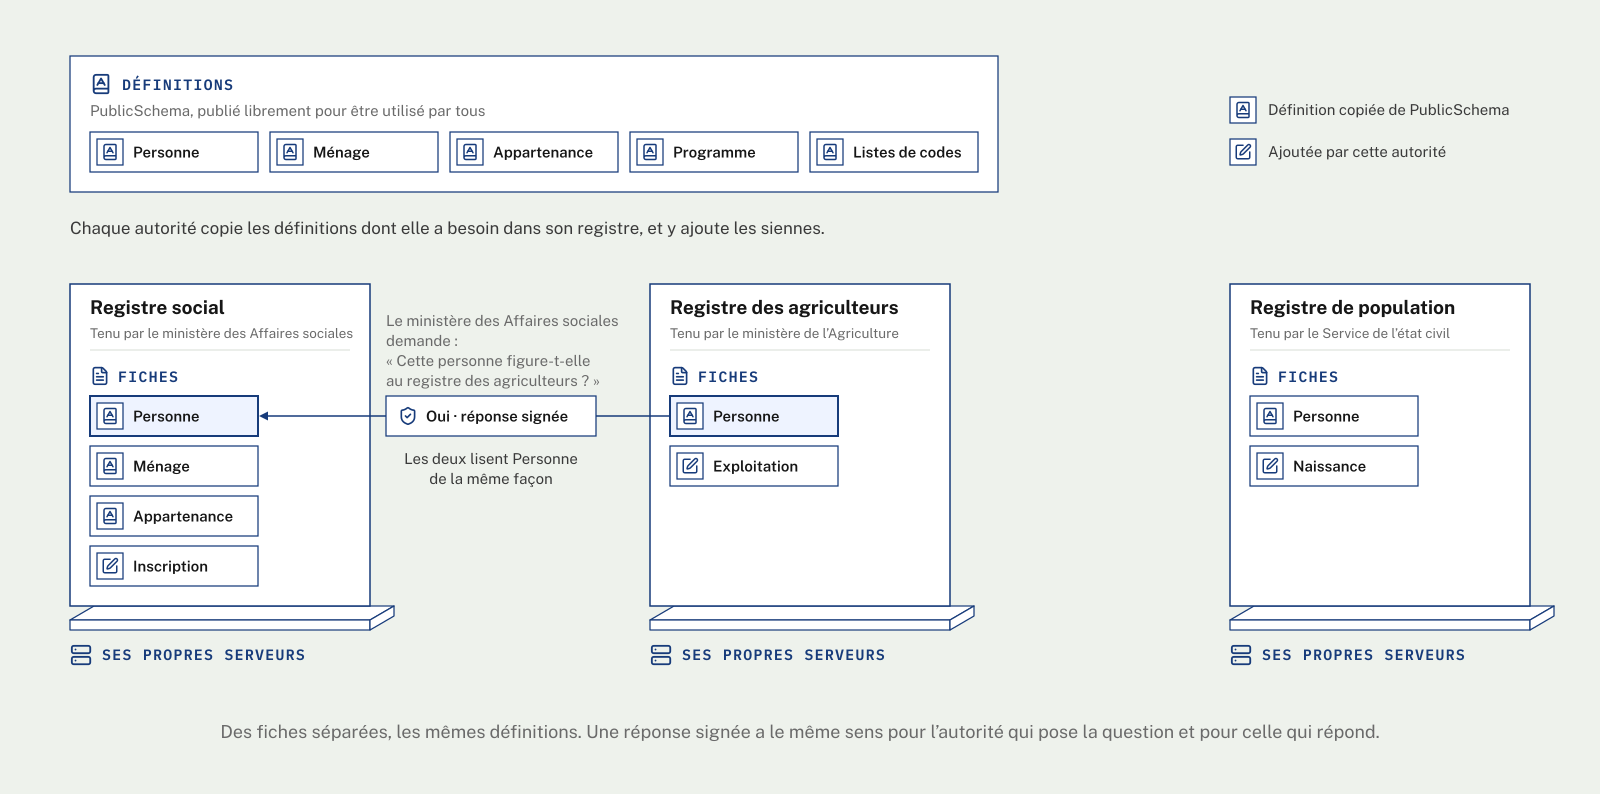 DÉFINITIONS
PublicSchema, publié librement pour être utilisé par tous
Personne
Ménage
Appartenance
Programme
Listes de codes
Définition copiée de PublicSchema
Ajoutée par cette autorité
Chaque autorité copie les définitions dont elle a besoin dans son registre, et y ajoute les siennes.
Registre social
Tenu par le ministère des Affaires sociales
FICHES
Personne
Ménage
Appartenance
Inscription
SES PROPRES SERVEURS
Le ministère des Affaires sociales
demande :
« Cette personne figure-t-elle
au registre des agriculteurs ? »
Oui · réponse signée
Les deux lisent Personne
de la même façon
Registre des agriculteurs
Tenu par le ministère de l’Agriculture
FICHES
Personne
Exploitation
SES PROPRES SERVEURS
Registre de population
Tenu par le Service de l’état civil
FICHES
Personne
Naissance
SES PROPRES SERVEURS
Des fiches séparées, les mêmes définitions. Une réponse signée a le même sens pour l’autorité qui pose la question et pour celle qui répond.